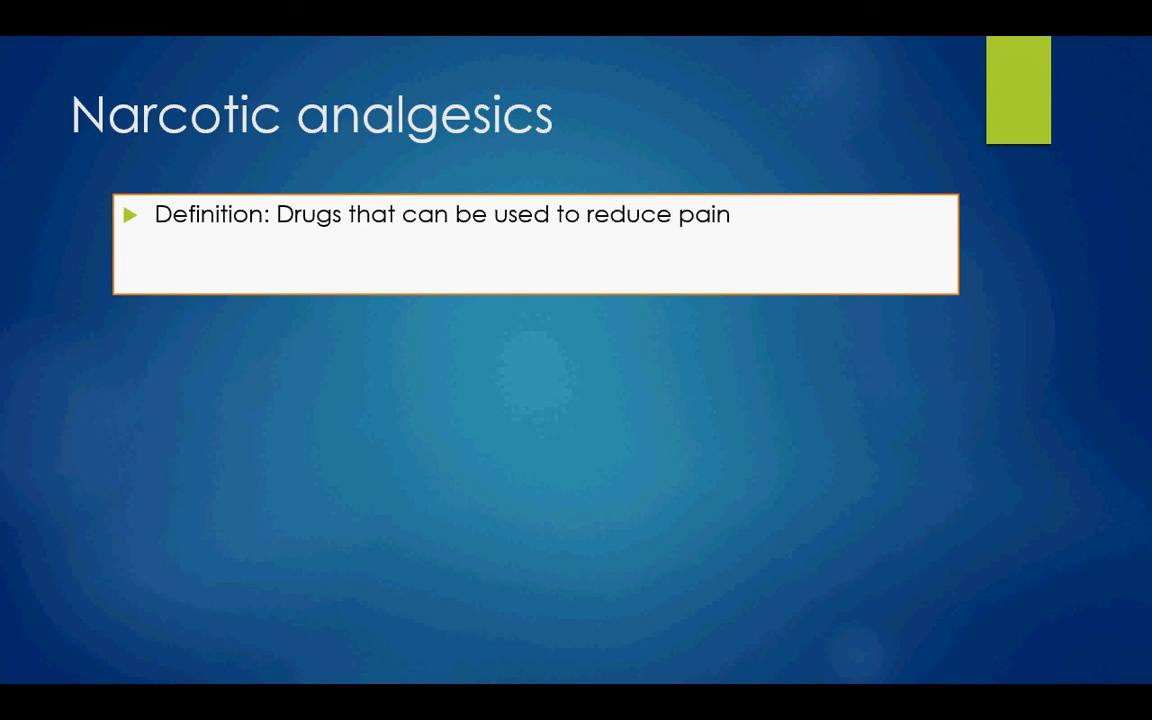 Narcotic analgesics
Definition: Drugs that can be used to reduce pain